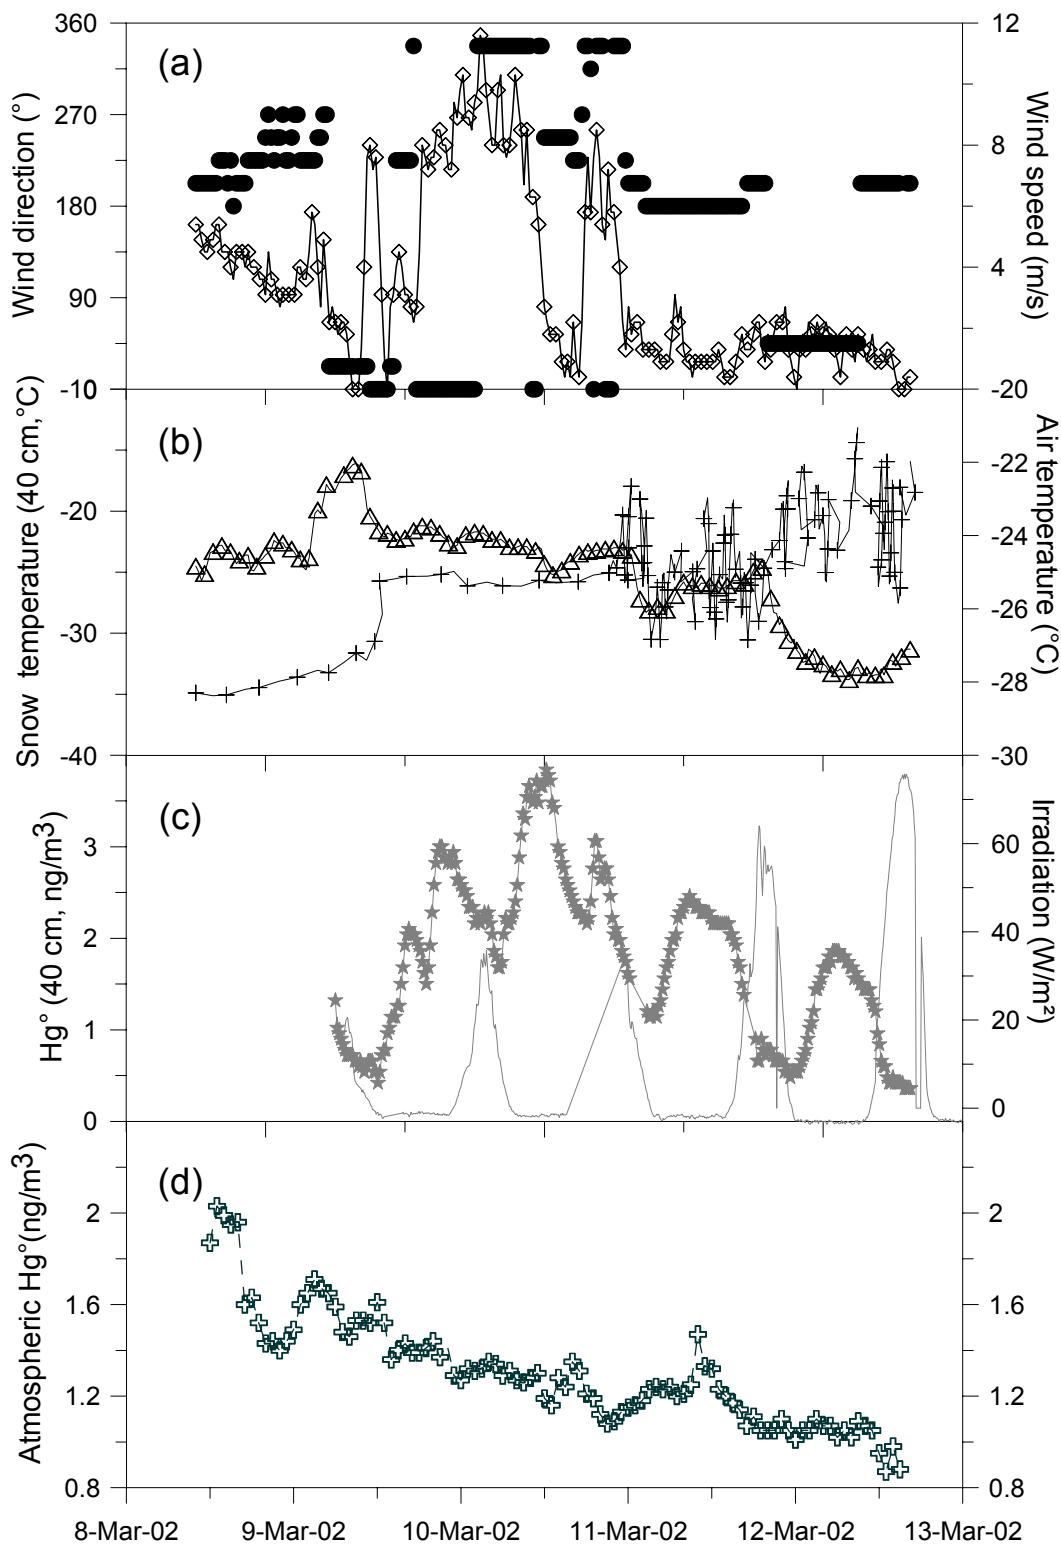 360
270
180
90
-10
Wind direction (°)
(a)
12
8
4
-20
Wind speed (m/s)
-20
-30
-40
Snow temperature (40 cm,°C)
(b)
-22
-24
-26
-28
-30
Air temperature (°C)
3
2
1
0
Hg° (40 cm, ng/m3)
(c)
60
40
20
0
Irradiation (W/m²)
2
1.6
1.2
0.8
Atmospheric Hg°(ng/m3)
(d)
2
1.6
1.2
0.8
8-Mar-02 9-Mar-02 10-Mar-02 11-Mar-02 12-Mar-02 13-Mar-02